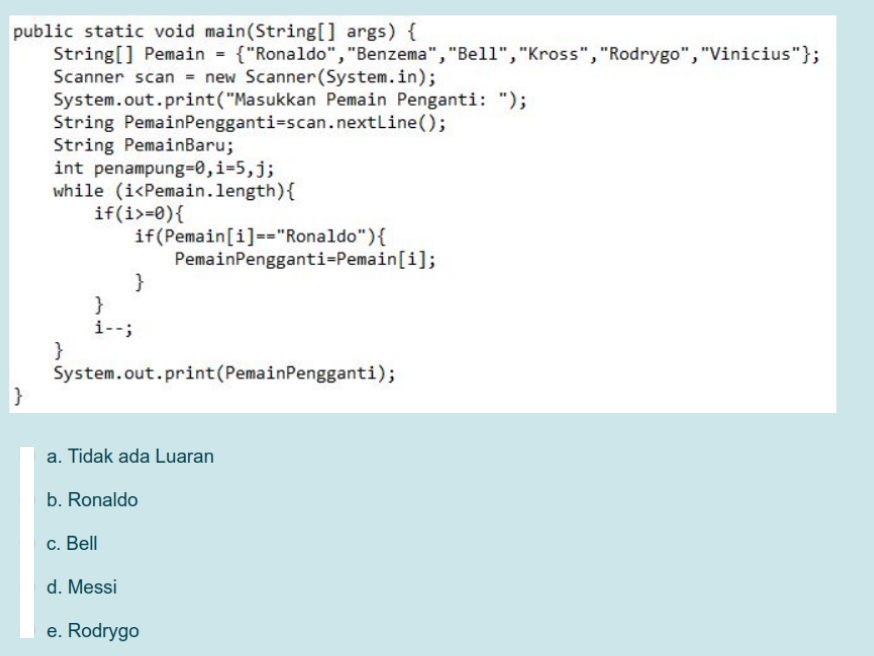 public static void main(String[] args) {
    String[] Pemain = {"Ronaldo","Benzema","Bell","Kross","Rodrygo","Vinicius"};
    Scanner scan = new Scanner(System.in);
    System.out.print("Masukkan Pemain Penganti: ");
    String PemainPengganti=scan.nextLine();
    String PemainBaru;
    int penampung=0,i=5,j;
    while (i<Pemain.length){
        if(i>=0){
            if(Pemain[i]=="Ronaldo"){
                PemainPengganti=Pemain[i];
            }
        }
        i--;
    }
    System.out.print(PemainPengganti);
}
a. Tidak ada Luaran
b. Ronaldo
c. Bell
d. Messi
e. Rodrygo